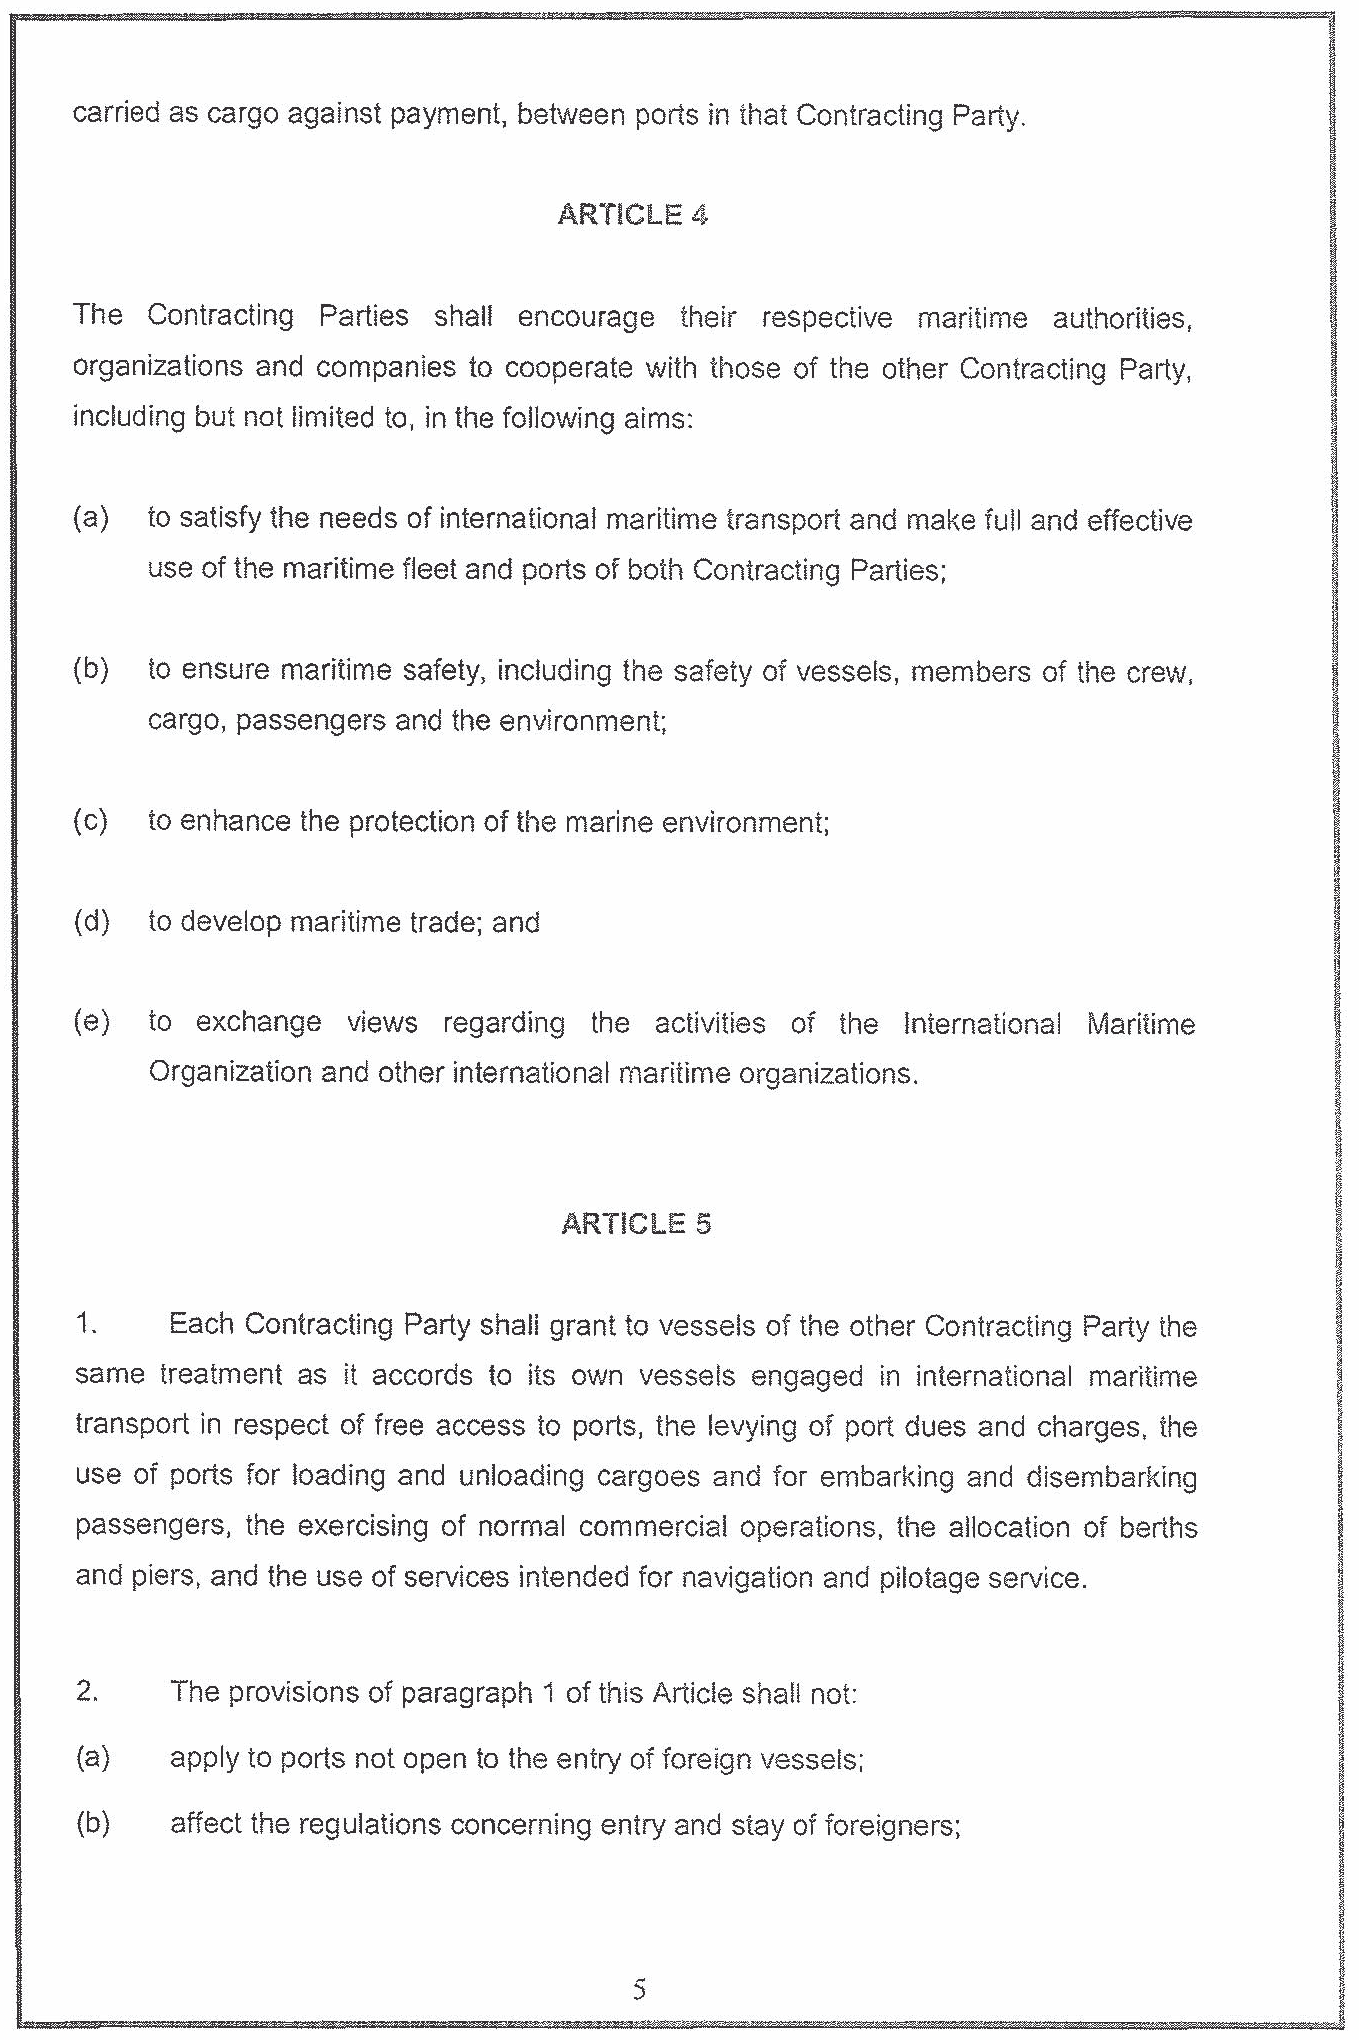 carried as cargo against payment, between ports in that Contracting Party.
ARTICLE 4
The Contracting Parties shall encourage their respective maritime authorities,
organizations and companies to cooperate with those of the other Contracting Party,
including but not limited to, in the following aims:
(a) to satisfy the needs of international maritime transport and make full and effective
use of the maritime fleet and ports of both Contracting Parties;
(b) to ensure maritime safety, including the safety of vessels, members of the crew,
cargo, passengers and the environment;
(c) to enhance the protection of the marine environment;
(d) to develop maritime trade; and
(e) to exchange views regarding the activities of the International Maritime
Organization and other international maritime organizations.
ARTICLE 5
1. Each Contracting Party shall grant to vessels of the other Contracting Party the
same treatment as it accords to its own vessels engaged in international maritime
transport in respect of free access to ports, the levying of port dues and charges, the
use of ports for loading and unloading cargoes and for embarking and disembarking
passengers, the exercising of normal commercial operations, the allocation of berths
and piers, and the use of services intended for navigation and pilotage service.
2. The provisions of paragraph 1 of this Article shall not:
(a) apply to ports not open to the entry of foreign vessels;
(b) affect the regulations concerning entry and stay of foreigners;
5